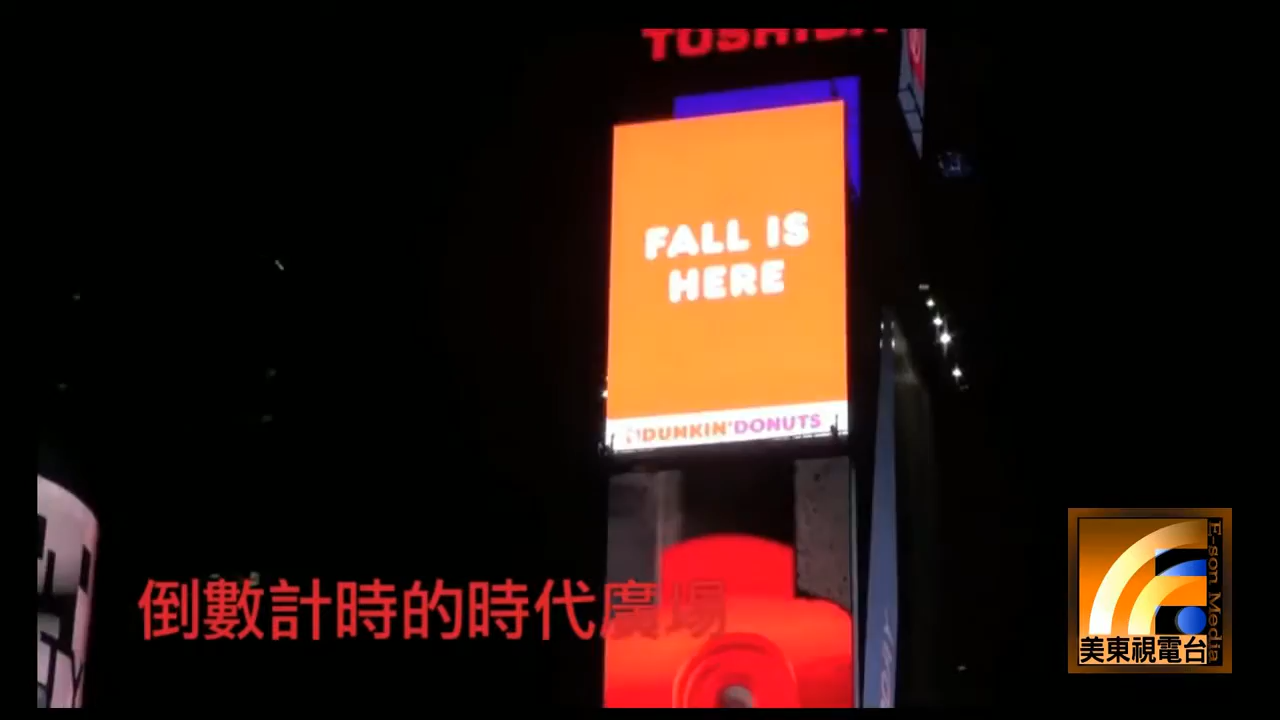 TOSHIBA
FALL IS
HERE
DUNKIN' DONUTS
倒數計時的時代廣場
E-son Media
美東視電台